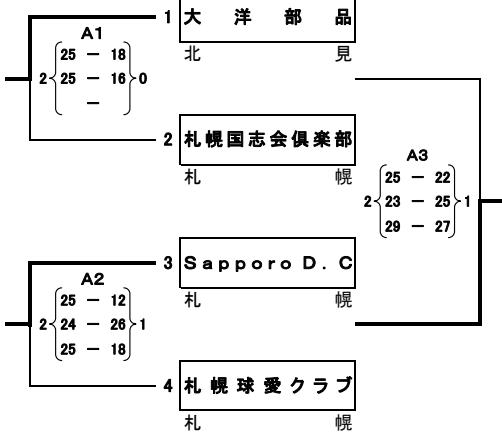 1 大洋部品
北見
A1
25 － 18
2 25 － 16 0
－
2 札幌国志会倶楽部
札幌
A3
25 － 22
2 23 － 25 1
29 － 27
3 Sapporo D.C
札幌
A2
25 － 12
2 24 － 26 1
25 － 18
4 札幌球愛クラブ
札幌